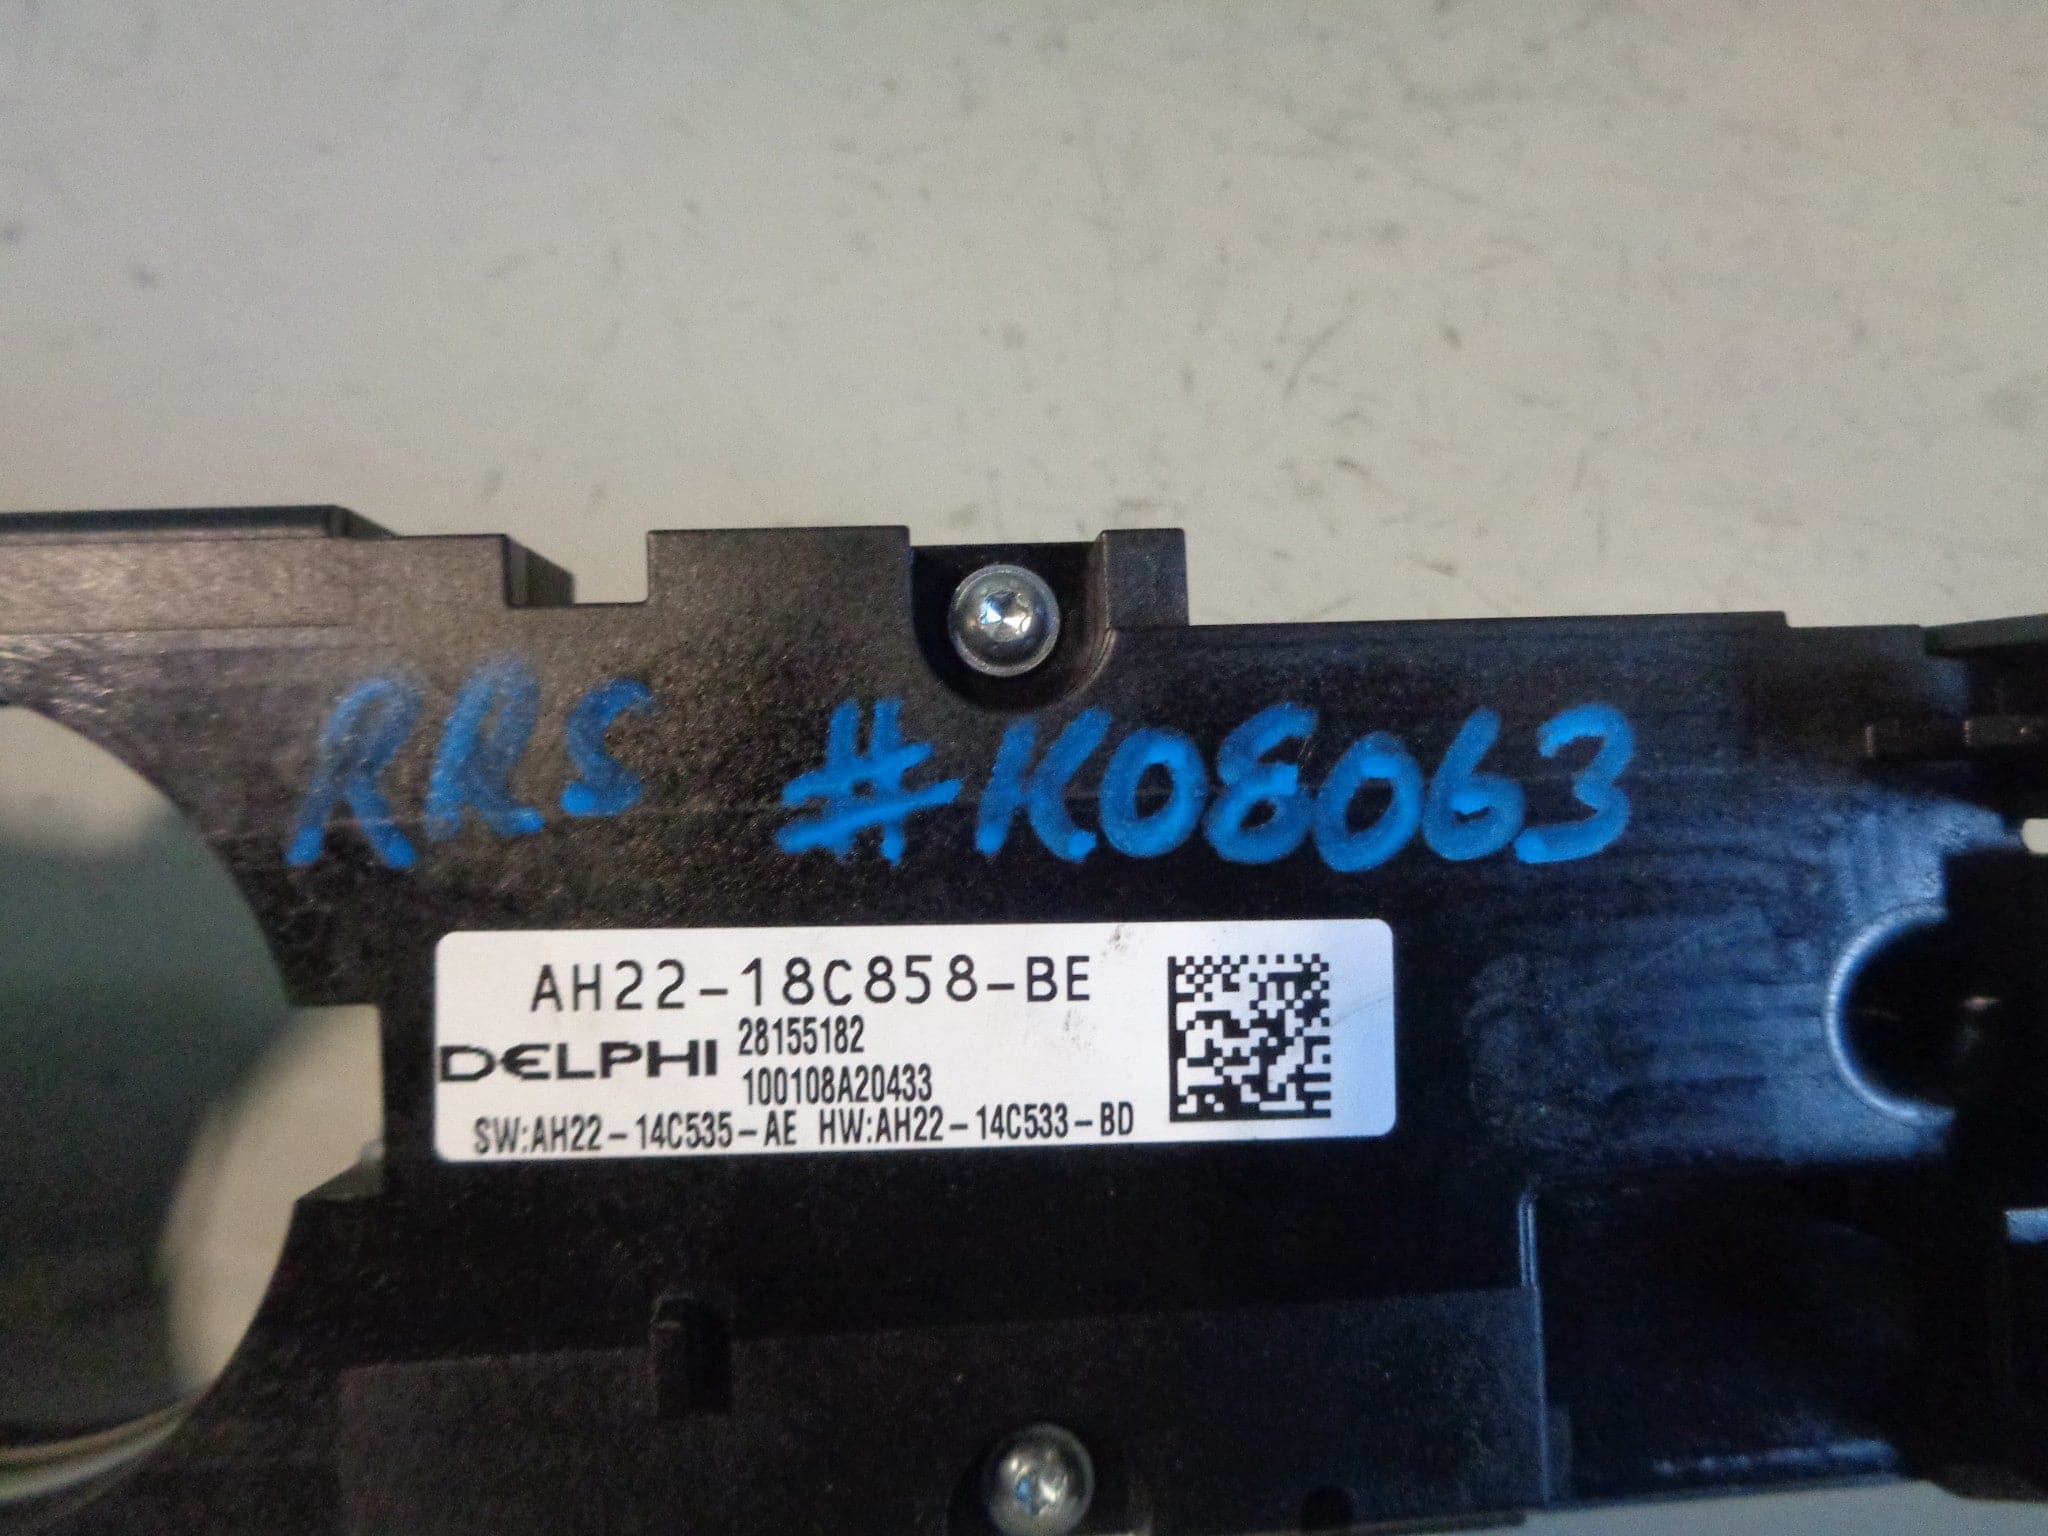 RRS #K08063
AH22-18C858-BE
DELPHI 28155182
100108A20433
SW:AH22-14C535-AE HW:AH22-14C533-BD